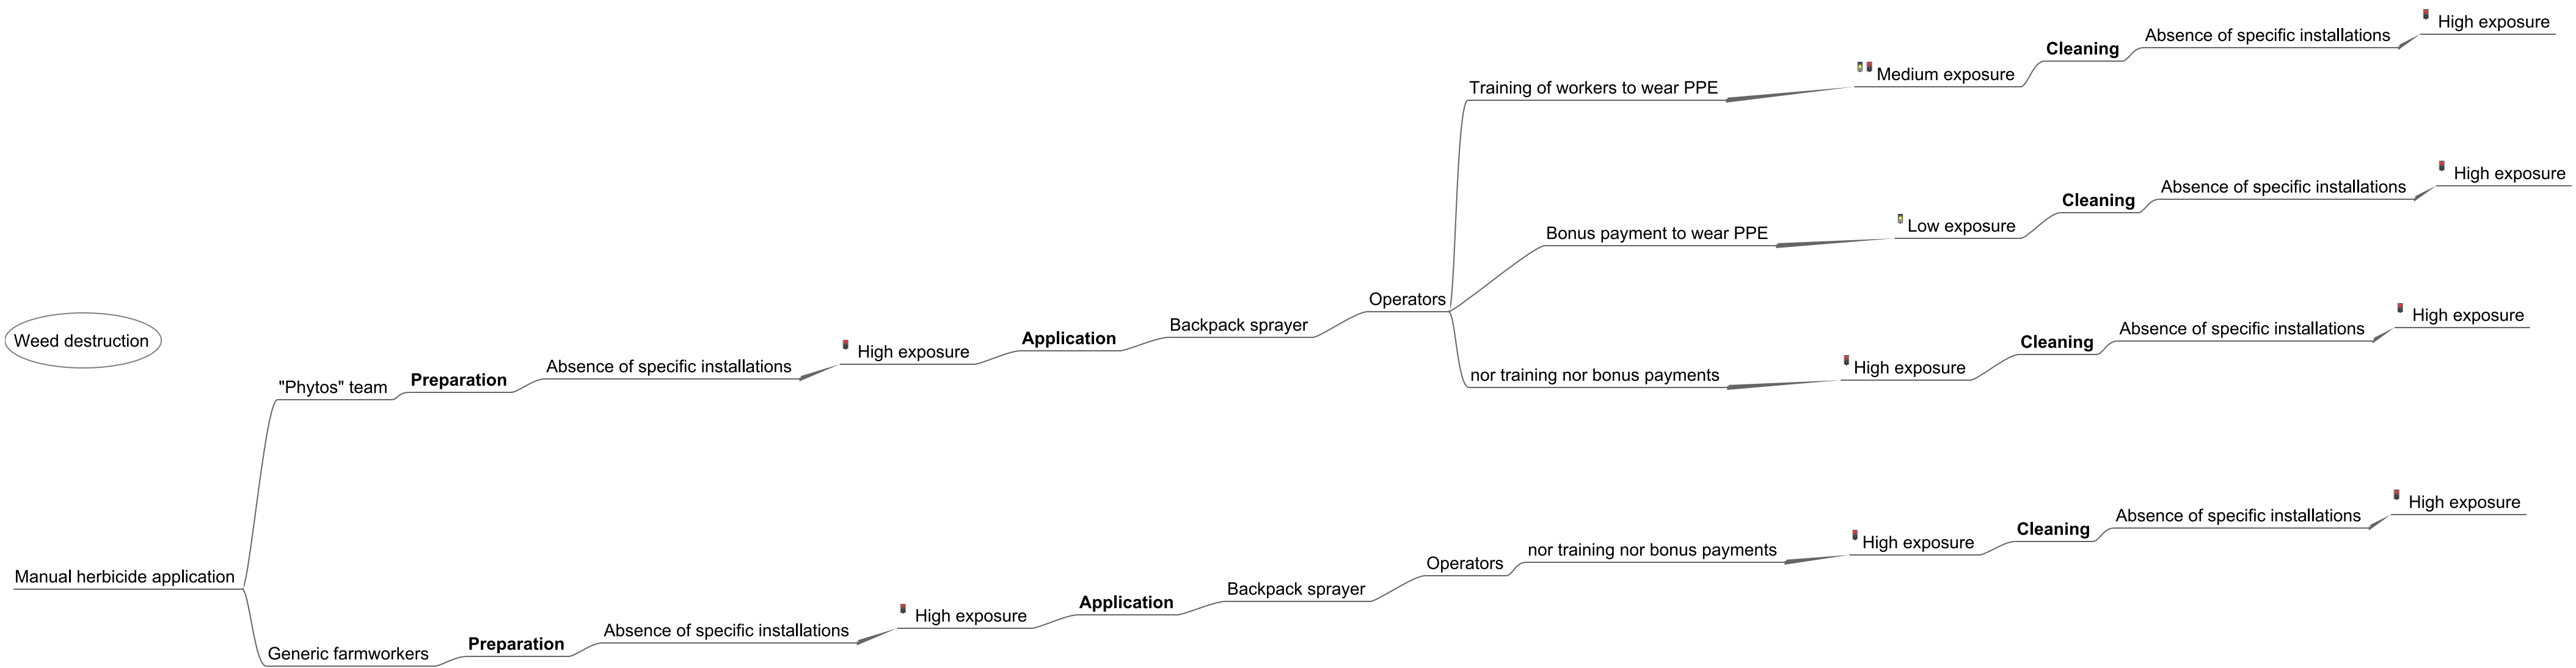 Weed destruction
Manual herbicide application
"Phytos" team
Preparation
Absence of specific installations
High exposure
Application
Backpack sprayer
Operators
Training of workers to wear PPE
Medium exposure
Cleaning
Absence of specific installations
High exposure
Bonus payment to wear PPE
Low exposure
Cleaning
Absence of specific installations
High exposure
nor training nor bonus payments
High exposure
Cleaning
Absence of specific installations
High exposure
Generic farmworkers
Preparation
Absence of specific installations
High exposure
Application
Backpack sprayer
Operators
nor training nor bonus payments
High exposure
Cleaning
Absence of specific installations
High exposure